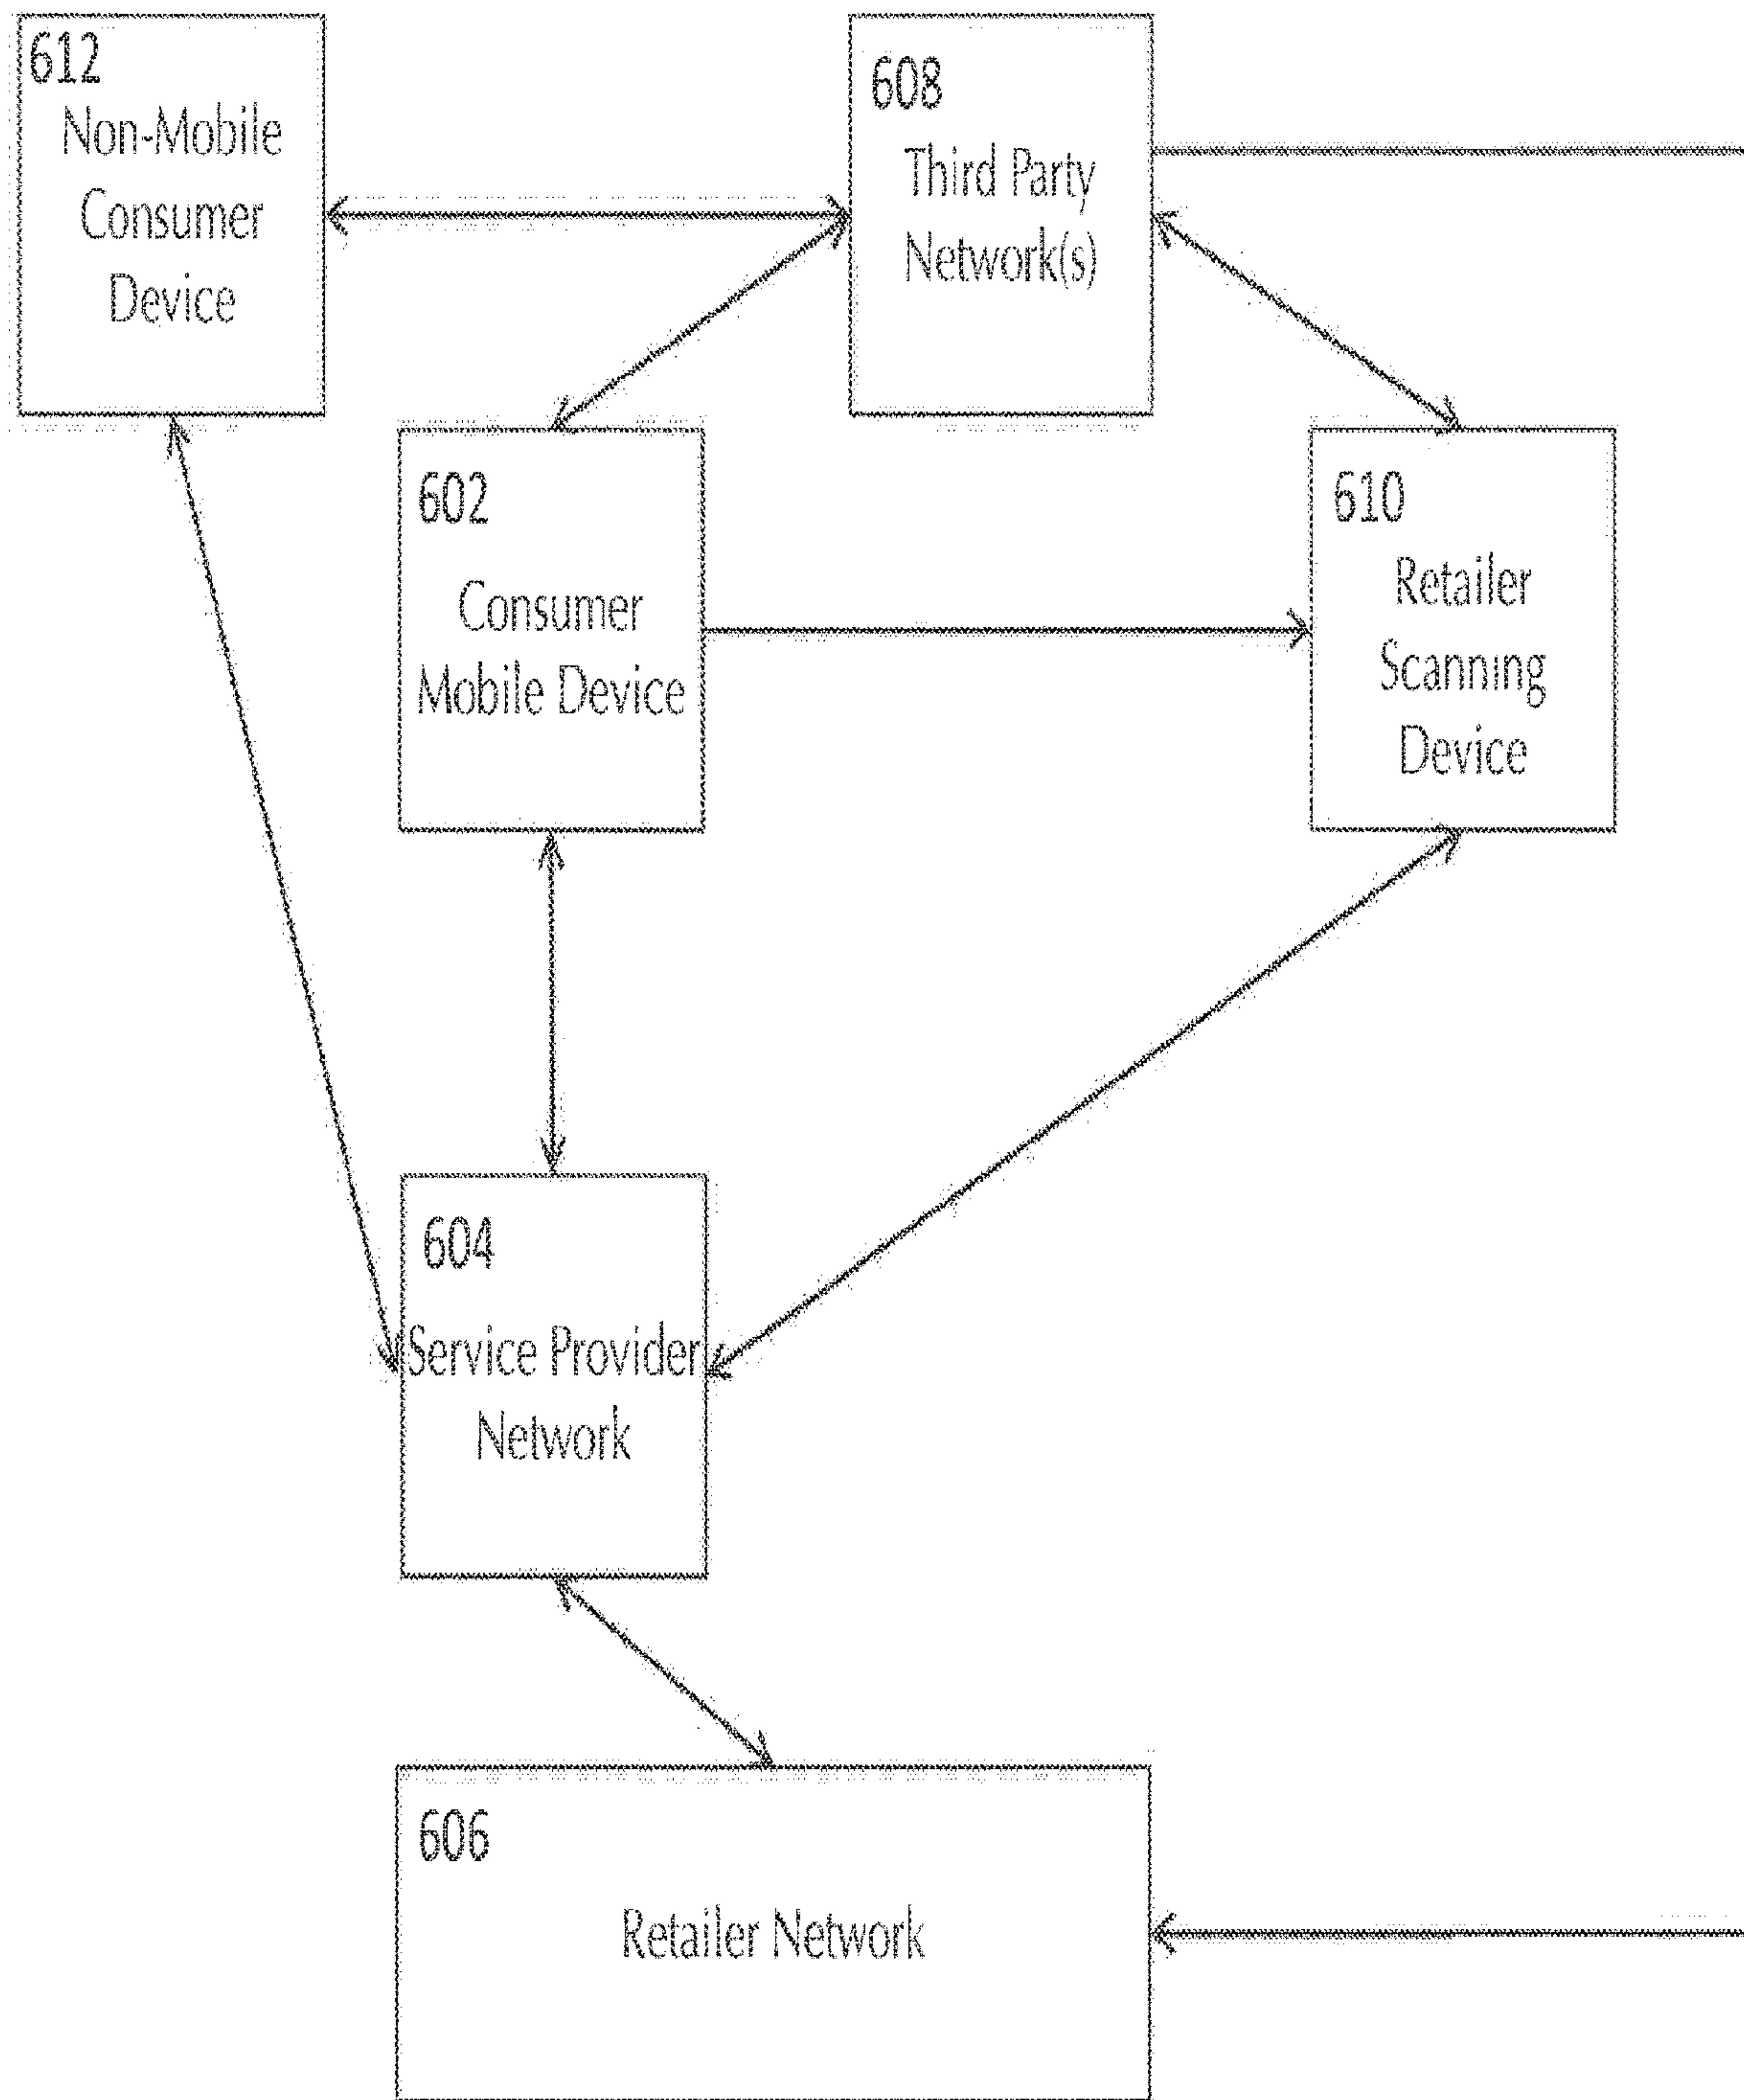 612
Non-Mobile
Consumer
Device
608
Third Party
Network(s)
602
Consumer
Mobile Device
610
Retailer
Scanning
Device
604
Service Provider
Network
606
Retailer Network